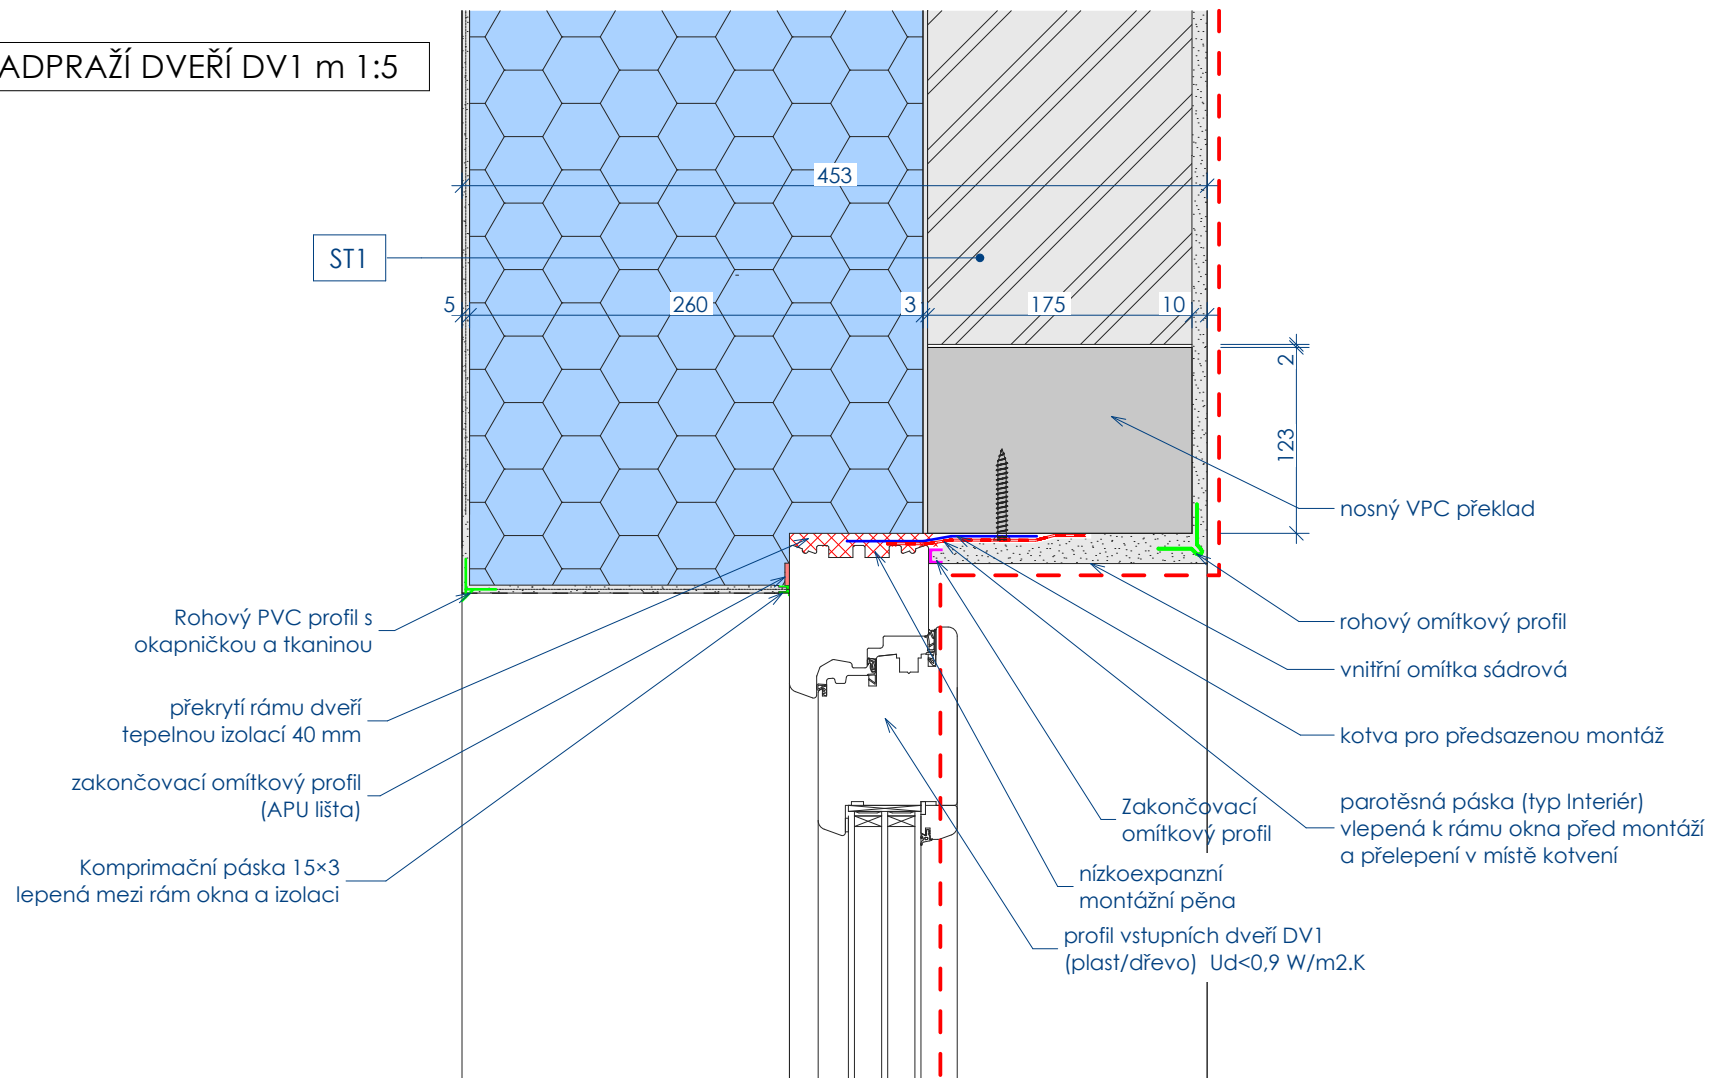 ADPRAŽÍ DVEŘÍ DV1 m 1:5
453
ST1
5
260
3
175
10
2
123
nosný VPC překlad
Rohový PVC profil s
okapničkou a tkaninou
překrytí rámu dveří
tepelnou izolací 40 mm
zakončovací omítkový profil
(APU lišta)
Komprimační páska 15×3
lepená mezi rám okna a izolaci
rohový omítkový profil
vnitřní omítka sádrová
kotva pro předsazenou montáž
parotěsná páska (typ Interiér)
vlepená k rámu okna před montáží
a přelepení v místě kotvení
Zakončovací
omítkový profil
nízkoexpanzní
montážní pěna
profil vstupních dveří DV1
(plast/dřevo) Ud<0,9 W/m2.K